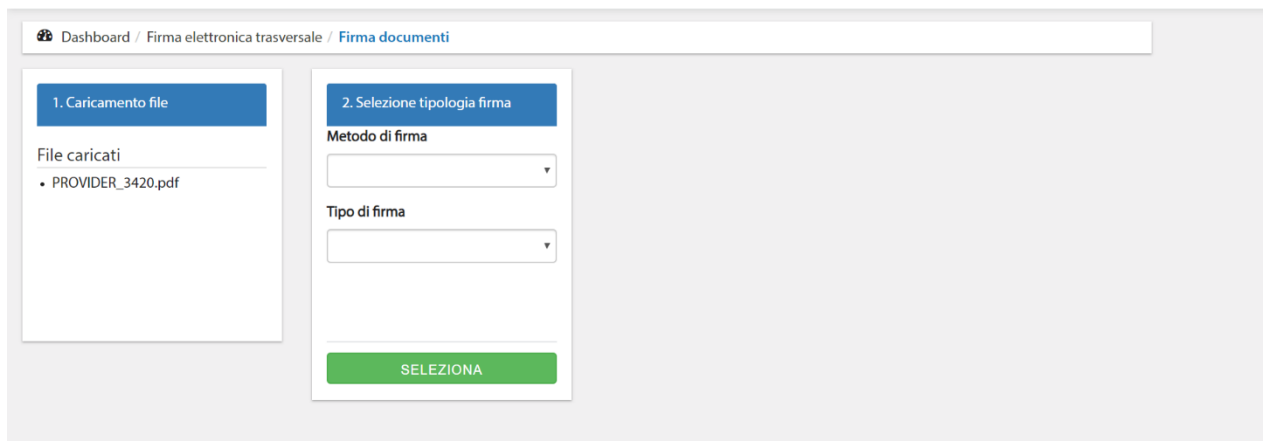 Dashboard / Firma elettronica trasversale / Firma documenti
1. Caricamento file
File caricati
• PROVIDER_3420.pdf
2. Selezione tipologia firma
Metodo di firma
Tipo di firma
SELEZIONA